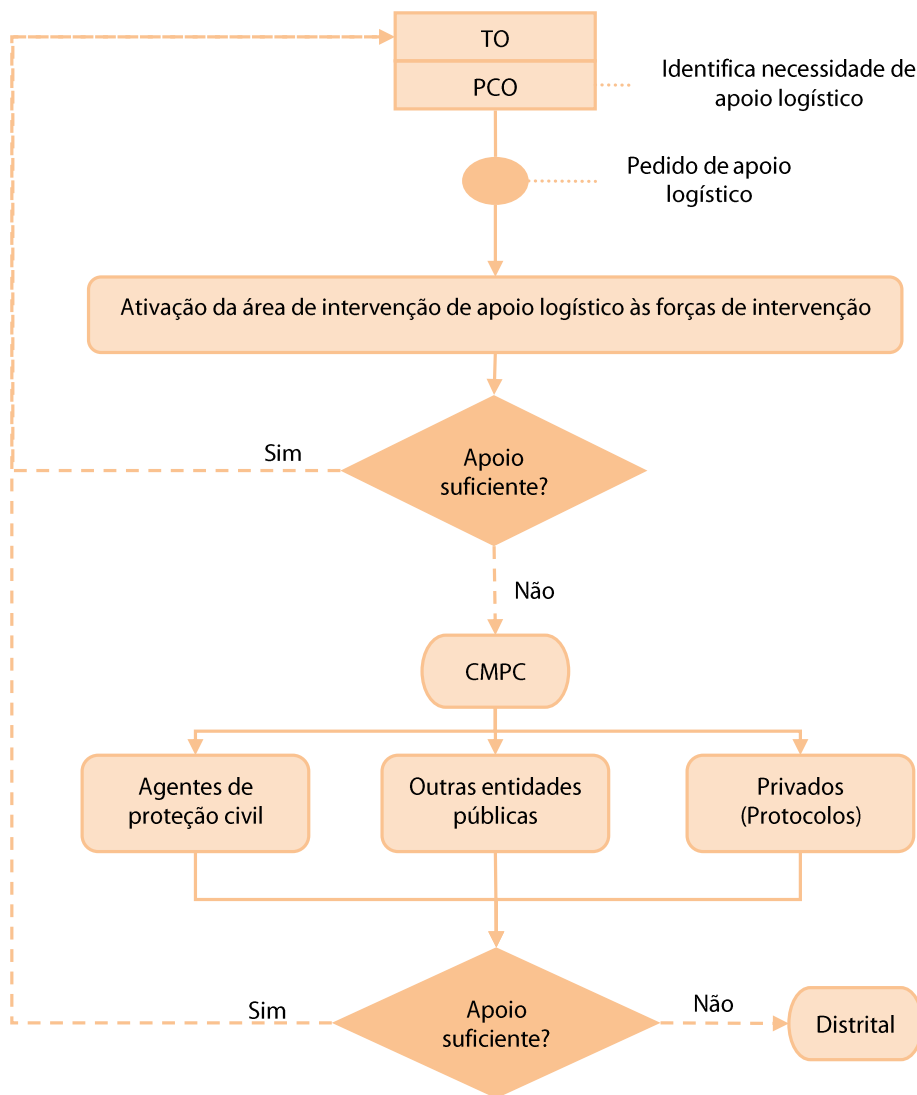 TO
PCO
Identifica necessidade de
apoio logístico
Pedido de apoio
logístico
Ativação da área de intervenção de apoio logístico às forças de intervenção
Sim
Apoio
suficiente?
Não
CMPC
Agentes de
proteção civil
Outras entidades
públicas
Privados
(Protocolos)
Sim
Apoio
suficiente?
Não
Distrital